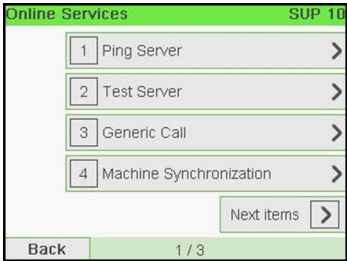 Online Services SUP 10
1 Ping Server >
2 Test Server >
3 Generic Call >
4 Machine Synchronization >
Next items >
Back 1 / 3